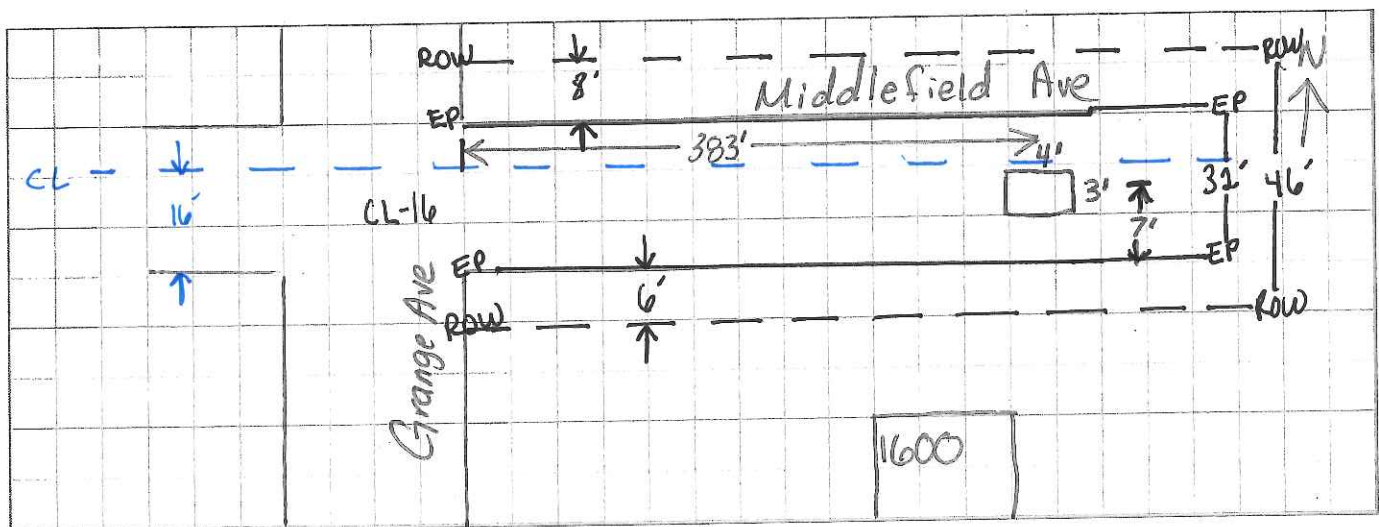 ROW
ROW
N
8'
Middlefield Ave
EP
EP
383'
4'
CL
16'
CL-16
3'
32'
46'
7'
EP
EP
6'
Grange Ave
ROW
ROW
1600